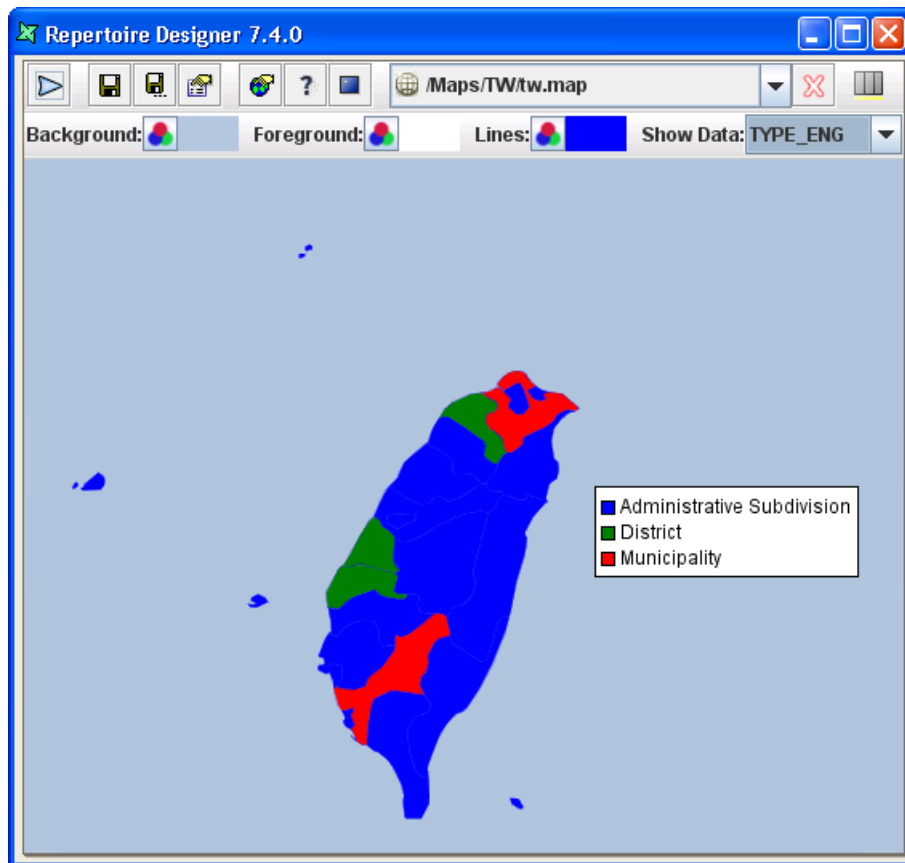 Repertoire Designer 7.4.0
? /Maps/TW/tw.map
Background: Foreground: Lines: Show Data: TYPE_ENG
Administrative Subdivision
District
Municipality